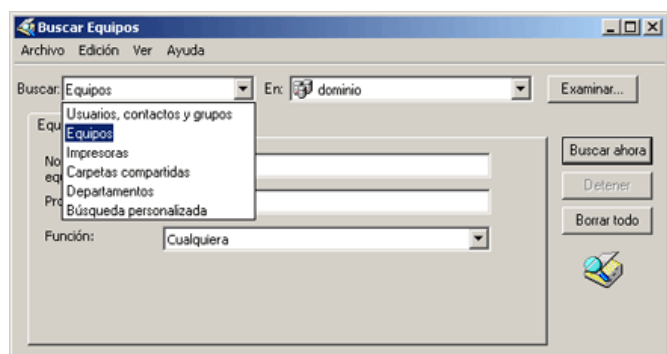 Buscar Equipos
Archivo Edición Ver Ayuda
Buscar: Equipos En: dominio Examinar...
Usuarios, contactos y grupos
Equipos
Impresoras
Carpetas compartidas
Departamentos
Búsqueda personalizada
Función: Cualquiera
Buscar ahora
Detener
Borrar todo